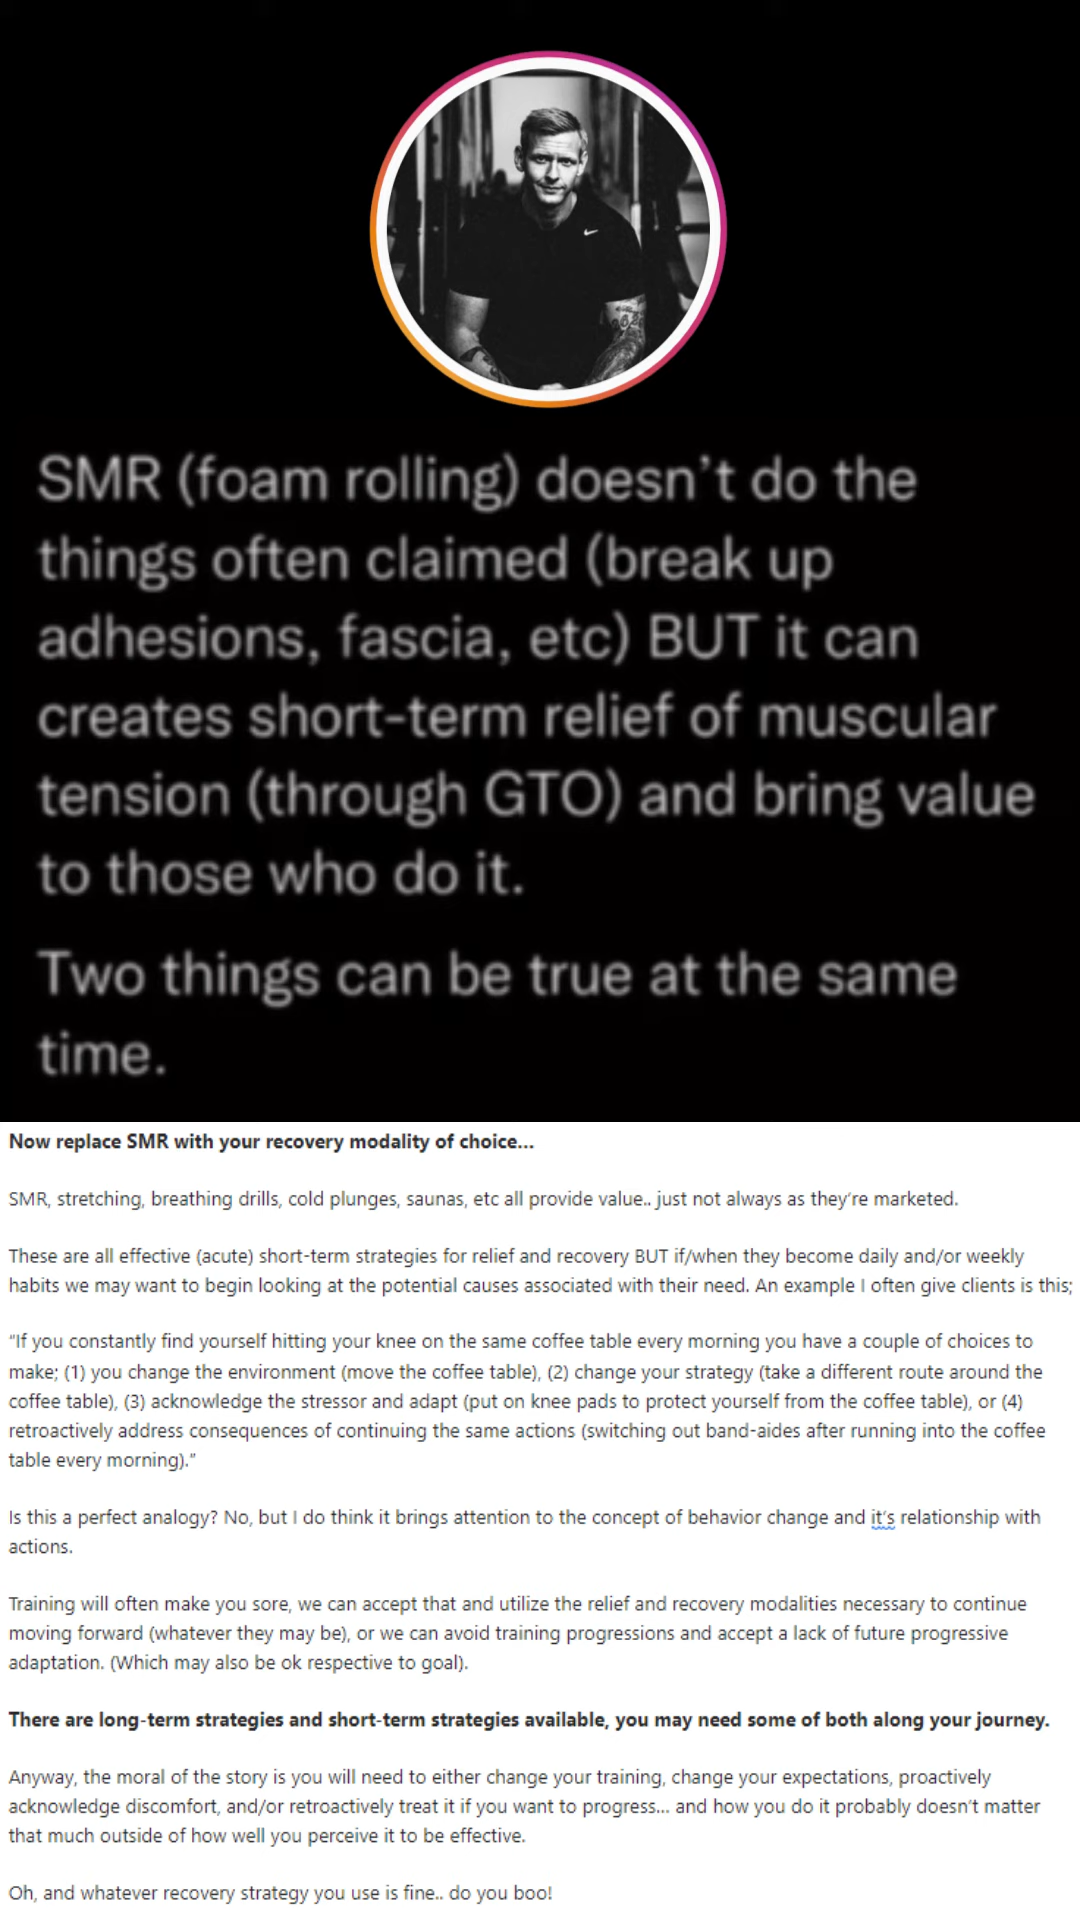 SMR (foam rolling) doesn't do the
things often claimed (break up
adhesions, fascia, etc) BUT it can
creates short-term relief of muscular
tension (through GTO) and bring value
to those who do it.
Two things can be true at the same
time.
Now replace SMR with your recovery modality of choice...
SMR, stretching, breathing drills, cold plunges, saunas, etc all provide value.. just not always as they're marketed.
These are all effective (acute) short-term strategies for relief and recovery BUT if/when they become daily and/or weekly
habits we may want to begin looking at the potential causes associated with their need. An example I often give clients is this;
"If you constantly find yourself hitting your knee on the same coffee table every morning you have a couple of choices to
make; (1) you change the environment (move the coffee table), (2) change your strategy (take a different route around the
coffee table), (3) acknowledge the stressor and adapt (put on knee pads to protect yourself from the coffee table), or (4)
retroactively address consequences of continuing the same actions (switching out band-aides after running into the coffee
table every morning)."
Is this a perfect analogy? No, but I do think it brings attention to the concept of behavior change and it's relationship with
actions.
Training will often make you sore, we can accept that and utilize the relief and recovery modalities necessary to continue
moving forward (whatever they may be), or we can avoid training progressions and accept a lack of future progressive
adaptation. (Which may also be ok respective to goal).
There are long-term strategies and short-term strategies available, you may need some of both along your journey.
Anyway, the moral of the story is you will need to either change your training, change your expectations, proactively
acknowledge discomfort, and/or retroactively treat it if you want to progress... and how you do it probably doesn't matter
that much outside of how well you perceive it to be effective.
Oh, and whatever recovery strategy you use is fine.. do you boo!